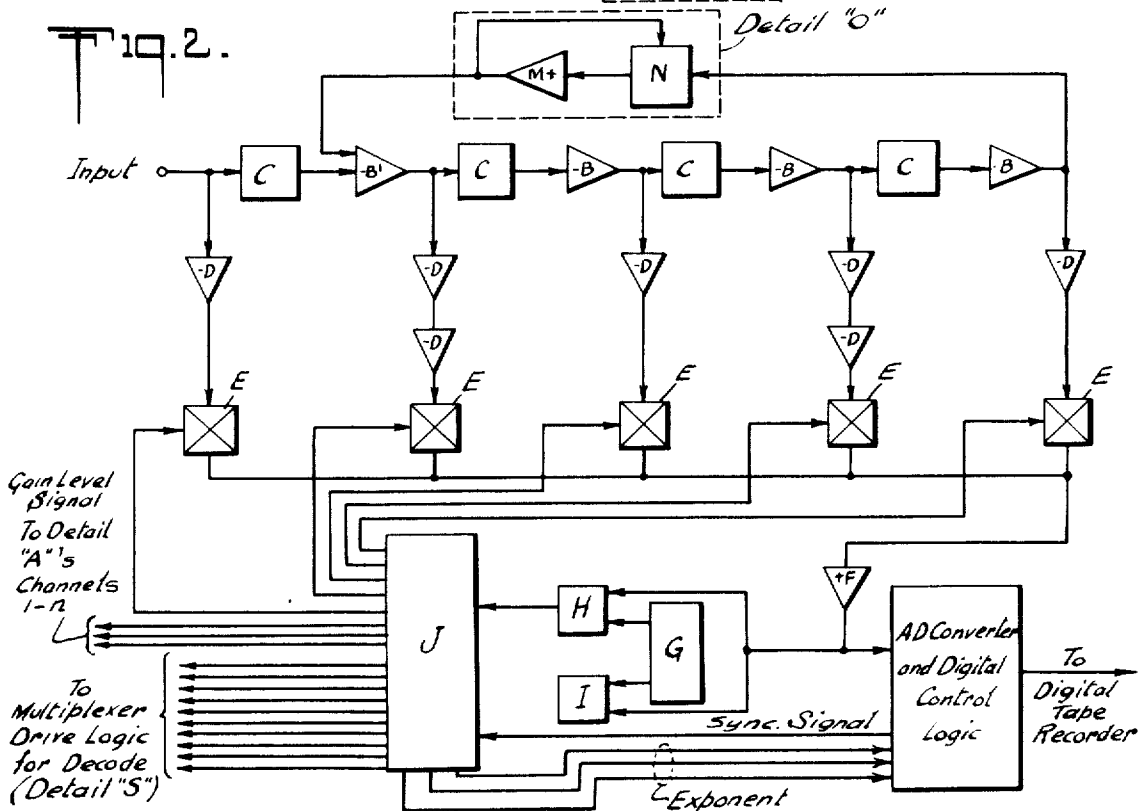 Fig. 2.
Detail "O"
M+
N
Input
C
-B'
C
-B
C
-B
C
-B
-D
-D
-D
-D
-D
-D
-D
E
E
E
E
E
Gain Level
Signal
To Detail
"A"'s
Channels
1-n
+F
J
H
G
I
AD Converter
and Digital
Control
Logic
To
Digital
Tape
Recorder
Sync. Signal
To
Multiplexer
Drive Logic
for Decode
(Detail "S")
Exponent